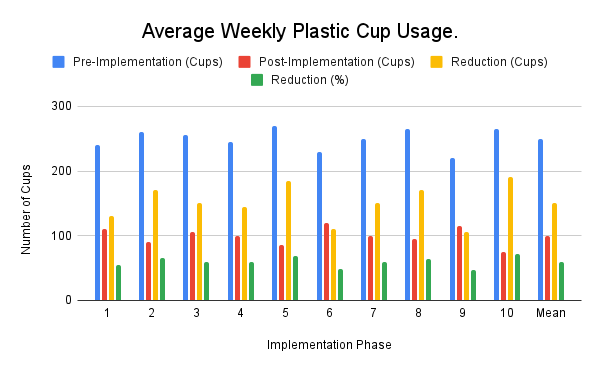 Average Weekly Plastic Cup Usage.
Pre-Implementation (Cups) Post-Implementation (Cups) Reduction (Cups)
Reduction (%)
300
200
100
0
Number of Cups
1 2 3 4 5 6 7 8 9 10 Mean
Implementation Phase